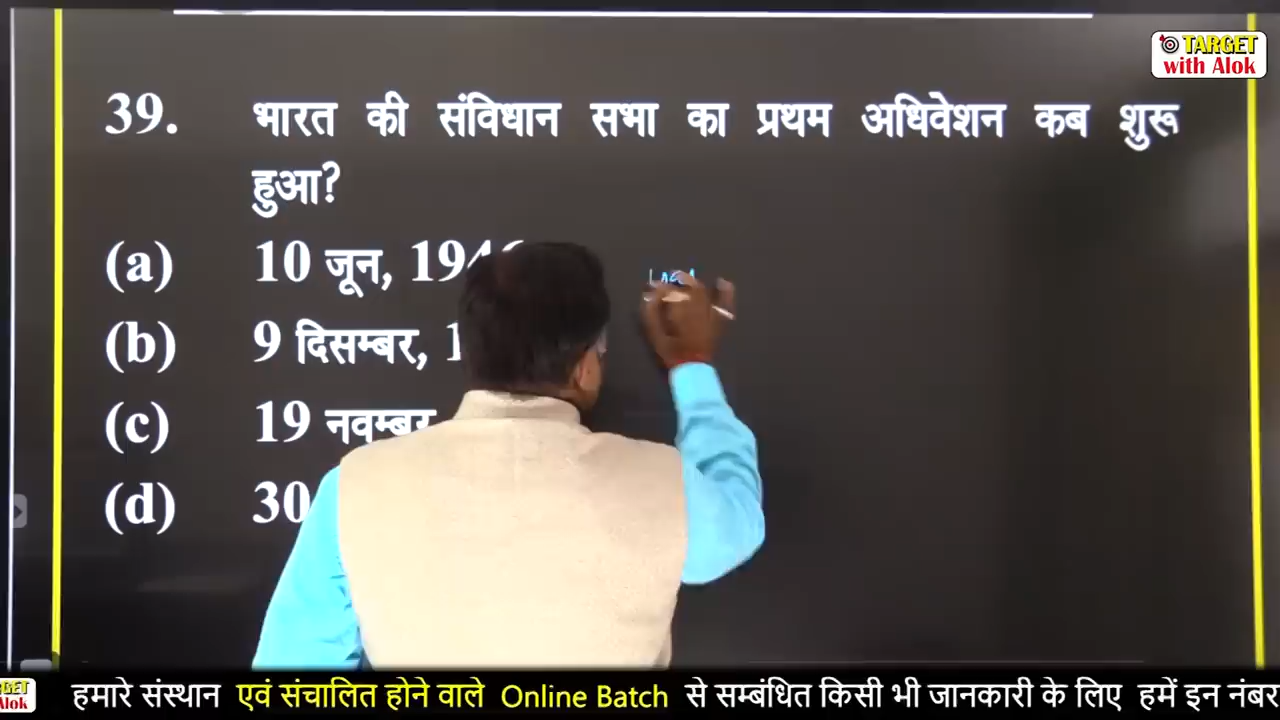 TARGET
with Alok
39. भारत की संविधान सभा का प्रथम अधिवेशन कब शुरू
हुआ?
(a) 10 जून, 1946
(b) 9 दिसम्बर, 1
(c) 19 नवम्बर
(d) 30
हमारे संस्थान एवं संचालित होने वाले Online Batch से सम्बंधित किसी भी जानकारी के लिए हमें इन नंबर